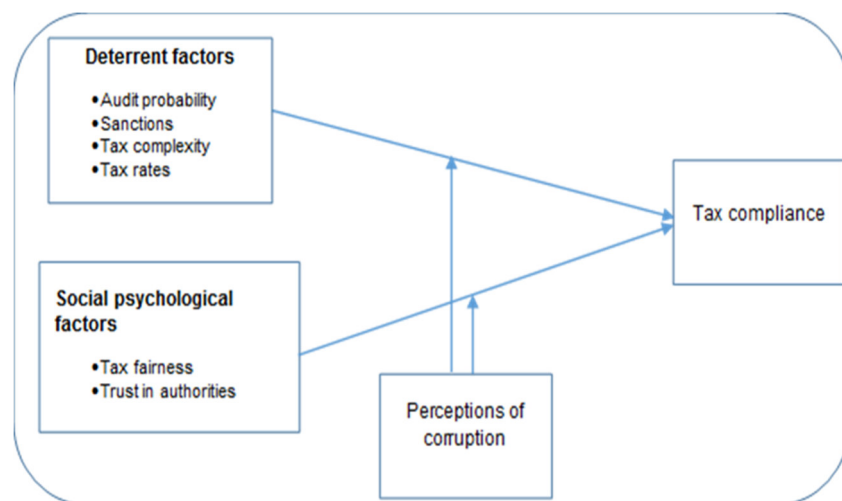 Deterrent factors
•Audit probability
•Sanctions
•Tax complexity
•Tax rates
Tax compliance
Social psychological
factors
•Tax fairness
•Trust in authorities
Perceptions of
corruption